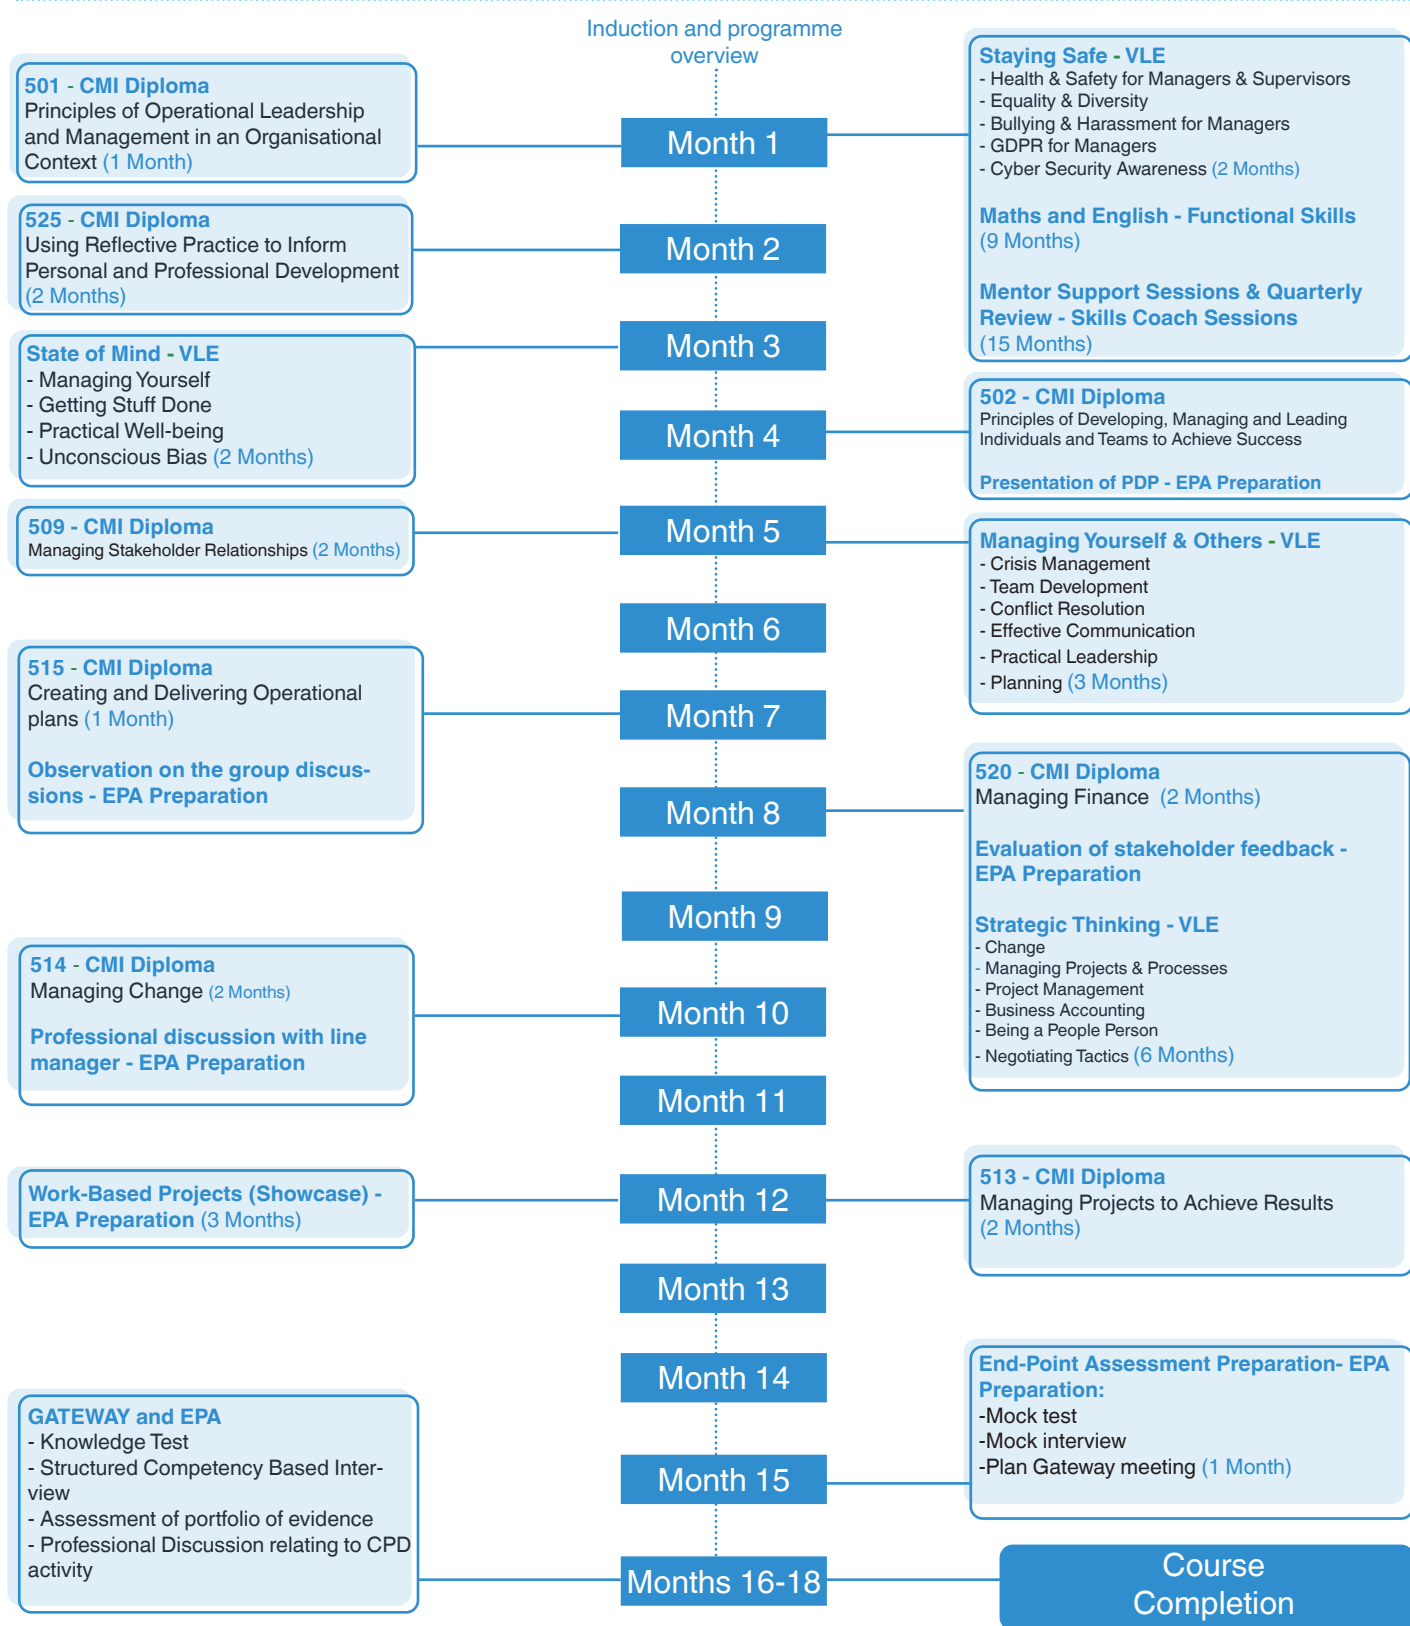 Induction and programme
overview
501 - CMI Diploma
Principles of Operational Leadership
and Management in an Organisational
Context (1 Month)
Month 1
Staying Safe - VLE
- Health & Safety for Managers & Supervisors
- Equality & Diversity
- Bullying & Harassment for Managers
- GDPR for Managers
- Cyber Security Awareness (2 Months)
Maths and English - Functional Skills
(9 Months)
Mentor Support Sessions & Quarterly
Review - Skills Coach Sessions
(15 Months)
525 - CMI Diploma
Using Reflective Practice to Inform
Personal and Professional Development
(2 Months)
Month 2
State of Mind - VLE
- Managing Yourself
- Getting Stuff Done
- Practical Well-being
- Unconscious Bias (2 Months)
Month 3
Month 4
502 - CMI Diploma
Principles of Developing, Managing and Leading
Individuals and Teams to Achieve Success
Presentation of PDP - EPA Preparation
509 - CMI Diploma
Managing Stakeholder Relationships (2 Months)
Month 5
Managing Yourself & Others - VLE
- Crisis Management
- Team Development
- Conflict Resolution
- Effective Communication
- Practical Leadership
- Planning (3 Months)
Month 6
515 - CMI Diploma
Creating and Delivering Operational
plans (1 Month)
Observation on the group discus-
sions - EPA Preparation
Month 7
Month 8
520 - CMI Diploma
Managing Finance (2 Months)
Evaluation of stakeholder feedback -
EPA Preparation
Strategic Thinking - VLE
- Change
- Managing Projects & Processes
- Project Management
- Business Accounting
- Being a People Person
- Negotiating Tactics (6 Months)
Month 9
514 - CMI Diploma
Managing Change (2 Months)
Professional discussion with line
manager - EPA Preparation
Month 10
Month 11
Work-Based Projects (Showcase) -
EPA Preparation (3 Months)
Month 12
513 - CMI Diploma
Managing Projects to Achieve Results
(2 Months)
Month 13
Month 14
End-Point Assessment Preparation- EPA
Preparation:
-Mock test
-Mock interview
-Plan Gateway meeting (1 Month)
Month 15
GATEWAY and EPA
- Knowledge Test
- Structured Competency Based Inter-
view
- Assessment of portfolio of evidence
- Professional Discussion relating to CPD
activity
Months 16-18
Course
Completion